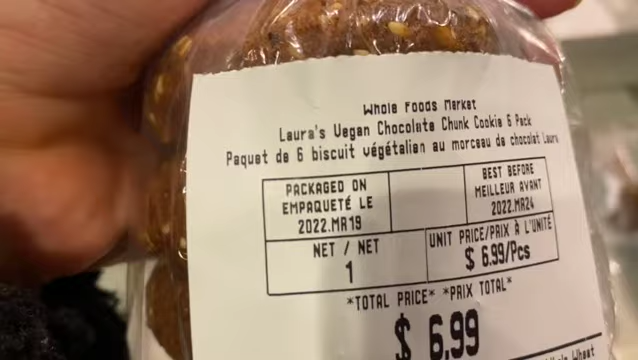 Whole Foods Market
Laura's Vegan Chocolate Chunk Cookie 6 Pack
Paquet de 6 biscuit végétalien au morceau de chocolat Laura
PACKAGED ON
EMPAQUETÉ LE
2022.MR19
BEST BEFORE
MEILLEUR AVANT
2022.MR24
NET / NET
1
UNIT PRICE/PRIX À L'UNITÉ
$ 6.99/Pcs
*TOTAL PRICE* *PRIX TOTAL*
$ 6.99
Wheat